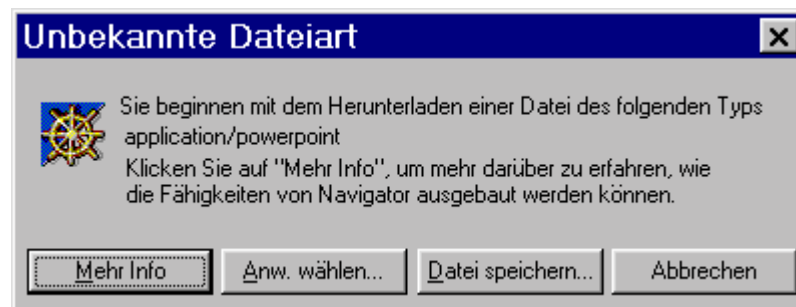 Unbekannte Dateiart
Sie beginnen mit dem Herunterladen einer Datei des folgenden Typs
application/powerpoint
Klicken Sie auf "Mehr Info", um mehr darüber zu erfahren, wie
die Fähigkeiten von Navigator ausgebaut werden können.
Mehr Info Anw. wählen... Datei speichern... Abbrechen